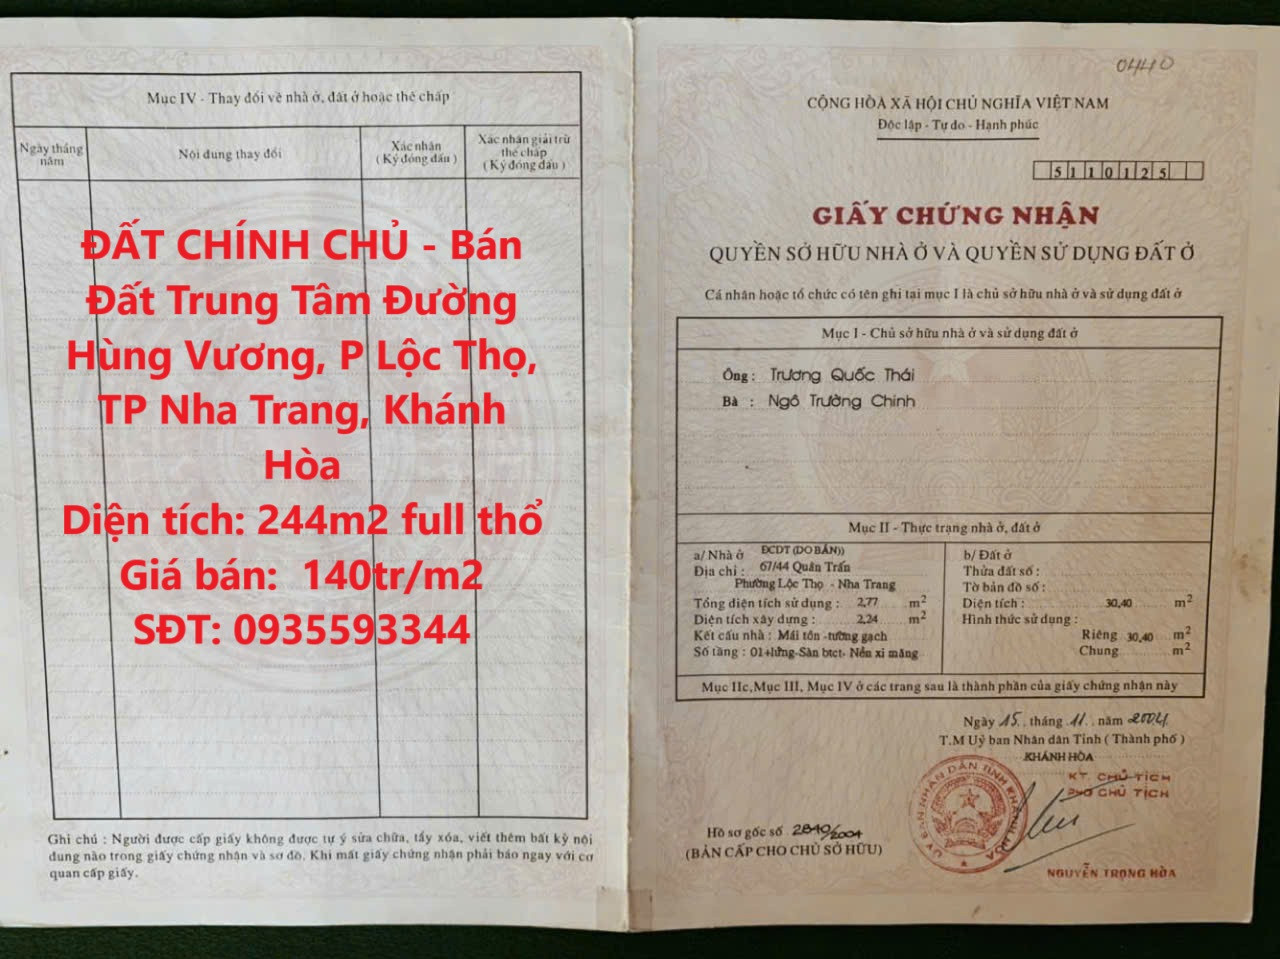 Mục IV - Thay đổi về nhà ở, đất ở hoặc thế chấp
Ngày tháng năm
Nội dung thay đổi
Xác nhận
( Ký đóng dấu )
Xác nhận giải trừ
thế chấp
( Ký đóng dấu )
ĐẤT CHÍNH CHỦ - Bán
Đất Trung Tâm Đường
Hùng Vương, P Lộc Thọ,
TP Nha Trang, Khánh
Hòa
Diện tích: 244m2 full thổ
Giá bán: 140tr/m2
SĐT: 0935593344
Ghi chú : Người được cấp giấy không được tự ý sửa chữa, tẩy xóa, viết thêm bất kỳ nội
dung nào trong giấy chứng nhận và sơ đồ. Khi mất giấy chứng nhận phải báo ngay với cơ
quan cấp giấy.
0440
CỘNG HÒA XÃ HỘI CHỦ NGHĨA VIỆT NAM
Độc lập - Tự do - Hạnh phúc
5110125
GIẤY CHỨNG NHẬN
QUYỀN SỞ HỮU NHÀ Ở VÀ QUYỀN SỬ DỤNG ĐẤT Ở
Cá nhân hoặc tổ chức có tên ghi tại mục I là chủ sở hữu nhà ở và sử dụng đất ở
Mục I - Chủ sở hữu nhà ở và sử dụng đất ở
Ông : Trương Quốc Thái
Bà : Ngô Trường Chinh
Mục II - Thực trạng nhà ở, đất ở
a/ Nhà ở ĐCDT (DO BẢN))
Địa chỉ : 67/44 Quân Trấn
Phường Lộc Thọ - Nha Trang
Tổng diện tích sử dụng : 2,77 m2
Diện tích xây dựng : 2,24 m2
Kết cấu nhà : Mái tôn -tường gạch
Số tầng : 01+lửng-Sàn btct- Nền xi măng
b/ Đất ở
Thửa đất số :
Tờ bản đồ số :
Diện tích : 30,40 m2
Hình thức sử dụng :
Riêng 30,40 m2
Chung m2
Mục IIc,Mục III, Mục IV ở các trang sau là thành phần của giấy chứng nhận này
Ngày 15 tháng 11 năm 2004
T.M Uỷ ban Nhân dân Tỉnh ( Thành phố )
KHÁNH HÒA
KT CHỦ TỊCH
PHÓ CHỦ TỊCH
ỦY BAN NHÂN DÂN TỈNH KHÁNH HÒA
Hồ sơ gốc số 2840/2004
(BẢN CẤP CHO CHỦ SỞ HỮU)
NGUYỄN TRỌNG HÒA